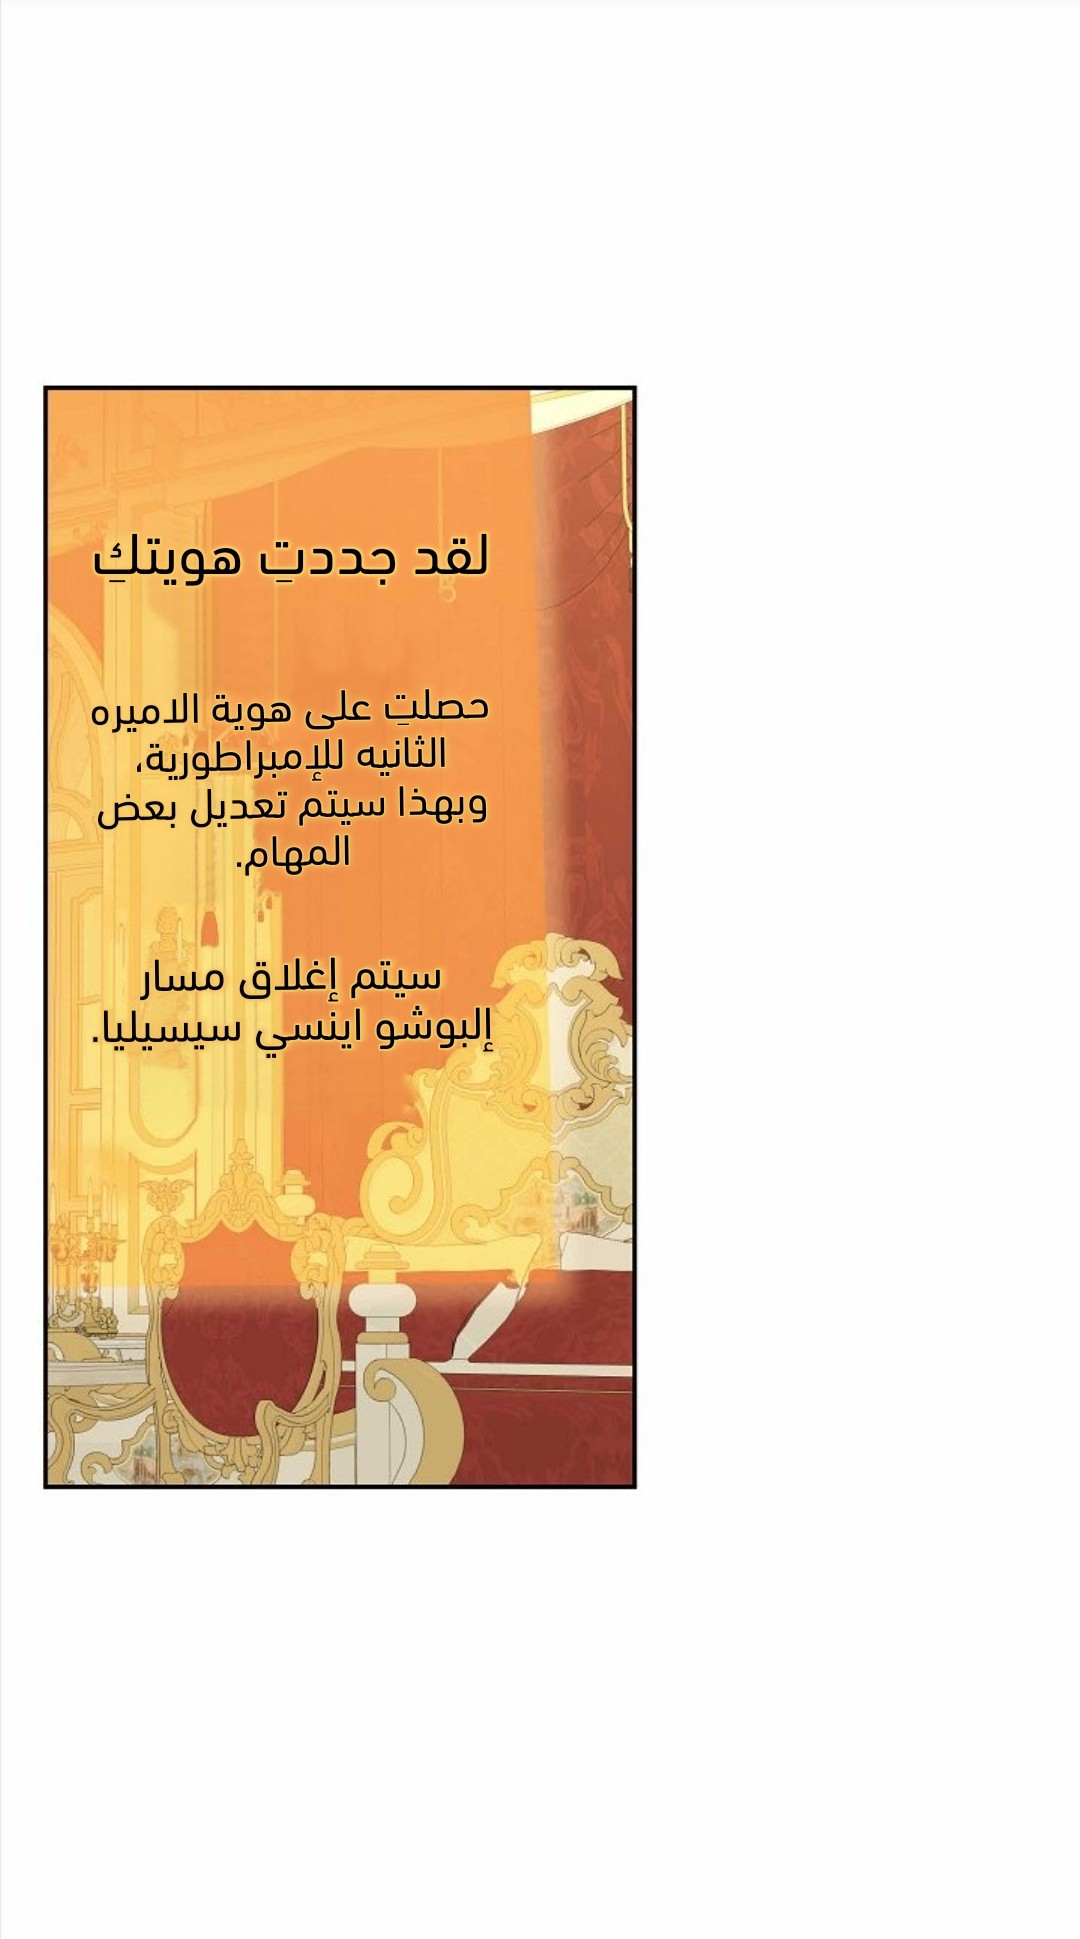 لقد جددتِ هويتكِ
حصلتِ على هوية الاميره
الثانيه للإمبراطورية،
وبهذا سيتم تعديل بعض
المهام.
سيتم إغلاق مسار
إلبوشو اينسي سيسيليا.